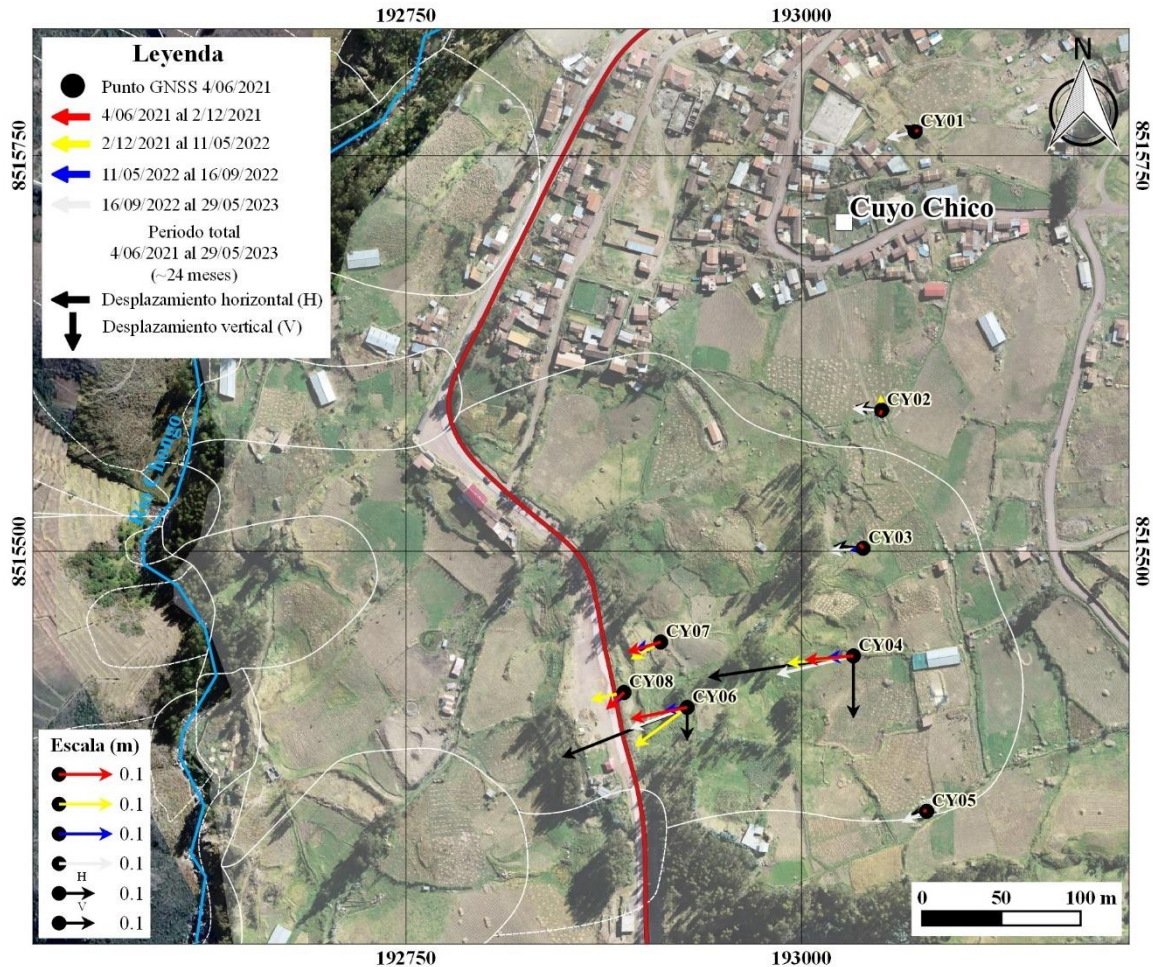 192750
193000
Leyenda
Punto GNSS 4/06/2021
4/06/2021 al 2/12/2021
2/12/2021 al 11/05/2022
11/05/2022 al 16/09/2022
16/09/2022 al 29/05/2023
Periodo total
4/06/2021 al 29/05/2023
(~24 meses)
Desplazamiento horizontal (H)
Desplazamiento vertical (V)
N
CY01
8515750
8515750
Cuyo Chico
CY02
8515500
8515500
CY03
CY07
CY04
CY08
CY06
CY05
Escala (m)
0.1
0.1
0.1
0.1
H
0.1
V
0.1
0 50 100 m
192750
193000